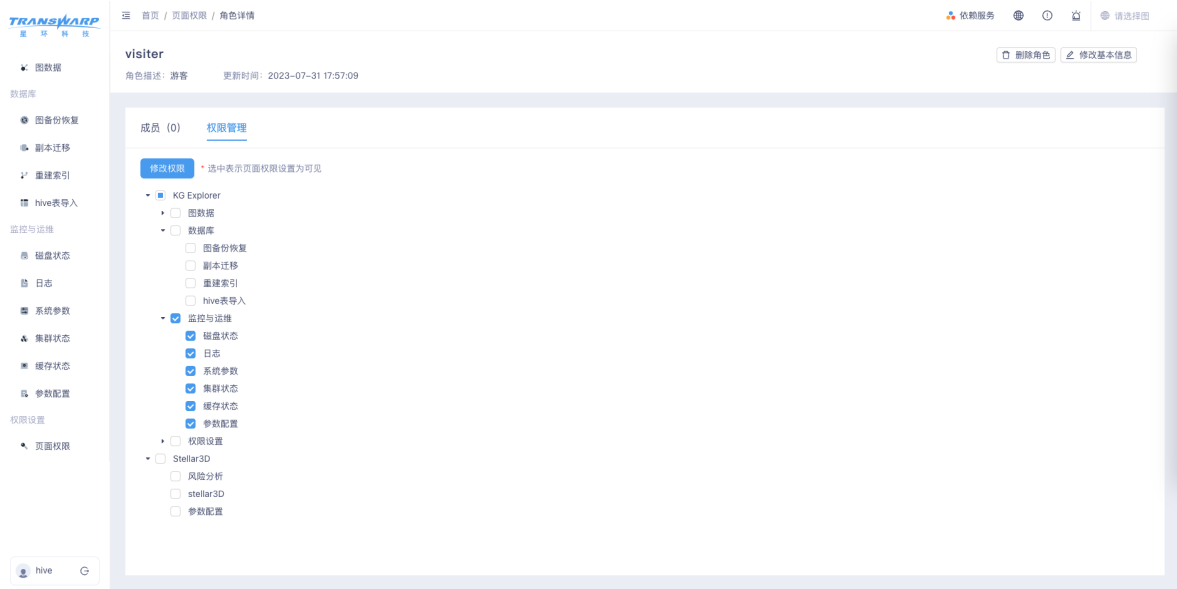 TRANSWARP
星 环 科 技
首页 / 页面权限 / 角色详情
依赖服务
请选择图
visiter
删除角色
修改基本信息
角色描述：游客
更新时间：2023-07-31 17:57:09
图数据
数据库
图备份恢复
副本迁移
重建索引
hive表导入
监控与运维
磁盘状态
日志
系统参数
集群状态
缓存状态
参数配置
权限设置
页面权限
hive
成员（0）
权限管理
修改权限
* 选中表示页面权限设置为可见
KG Explorer
图数据
数据库
图备份恢复
副本迁移
重建索引
hive表导入
监控与运维
磁盘状态
日志
系统参数
集群状态
缓存状态
参数配置
权限设置
Stellar3D
风险分析
stellar3D
参数配置